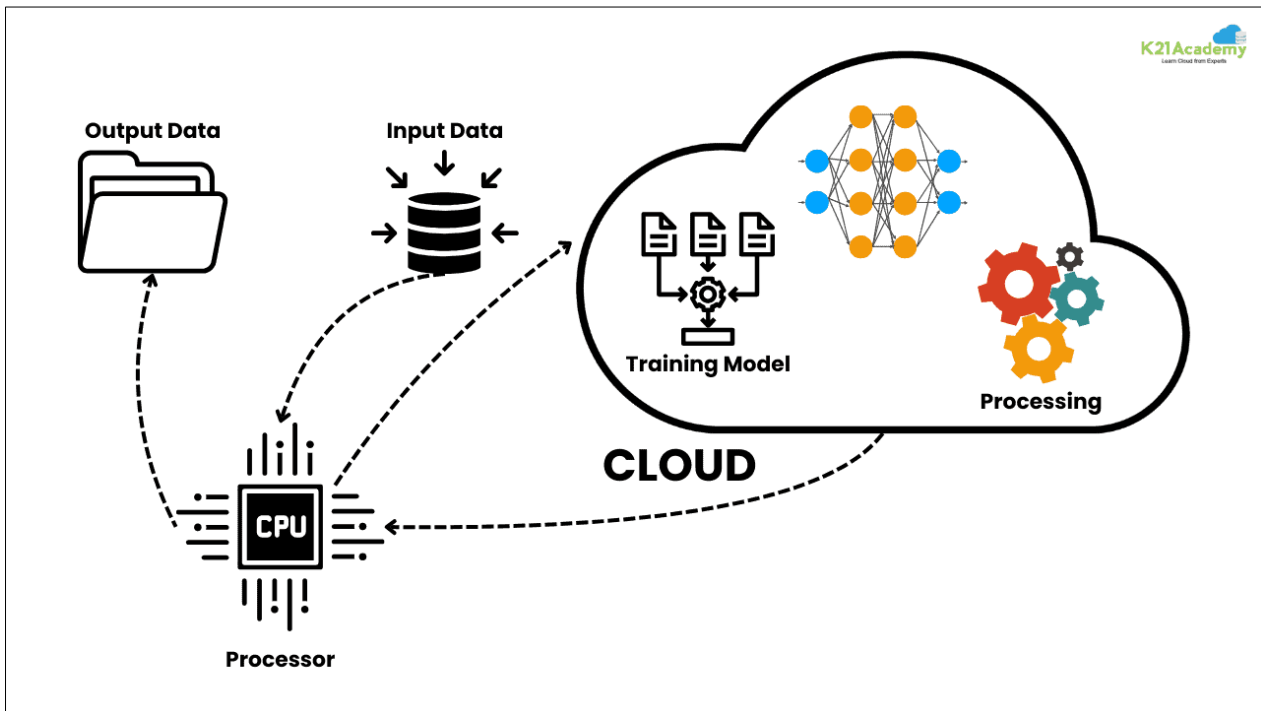 K21Academy
Learn Cloud from Experts
Output Data
Input Data
Training Model
Processing
CLOUD
CPU
Processor